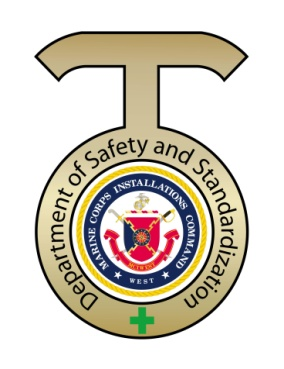 Department of Safety and Standardization
MARINE CORPS INSTALLATIONS COMMAND
WEST